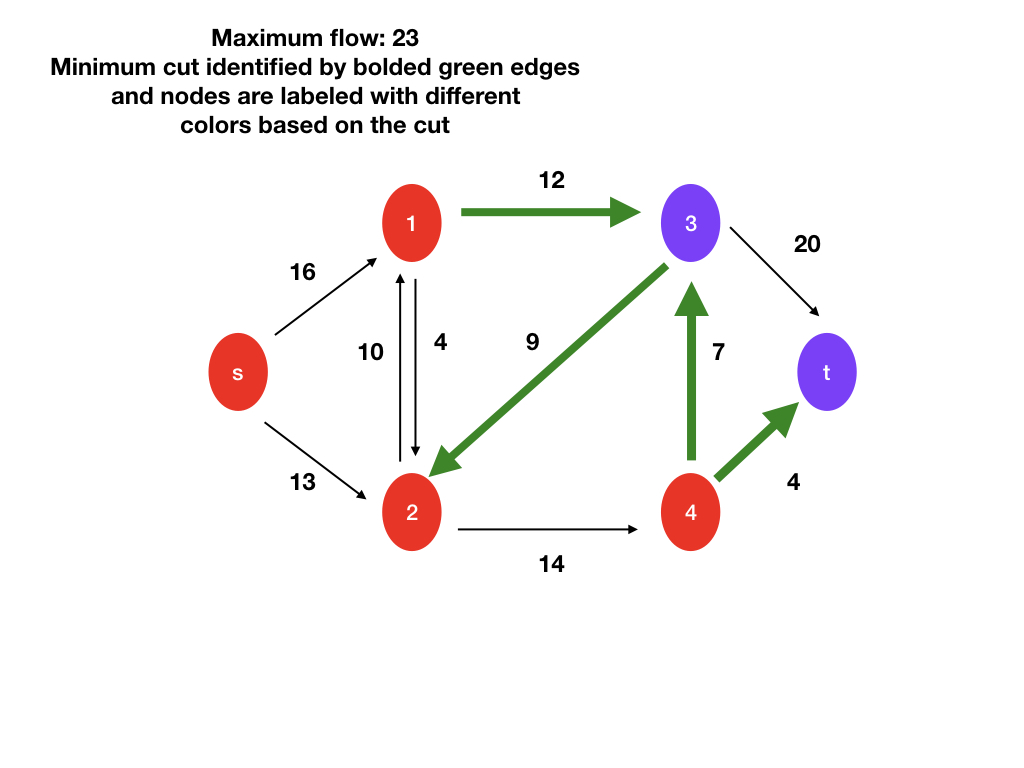 Maximum flow: 23
Minimum cut identified by bolded green edges
and nodes are labeled with different
colors based on the cut
12
1
3
20
16
10
4
9
7
s
t
13
4
2
4
14